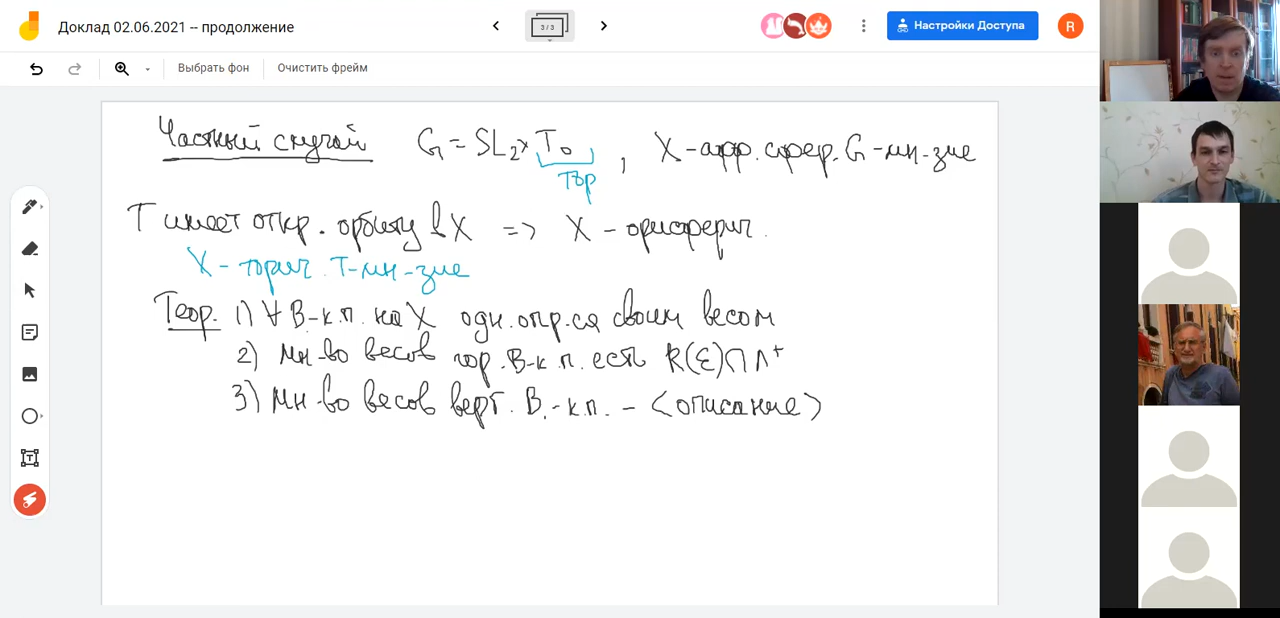 Доклад 02.06.2021 -- продолжение
3/3
Настройки Доступа
R
Выбрать фон
Очистить фрейм
Частный случай G = SL₂ × T₀, X - афф. сфер. G-мн-зие
тор
T имеет откр. орбиту в X => X - орисферич.
X - торич. T-мн-зие
Теор. 1) ∀ B-к.п. на X одн. опр-ся своим весом
2) мн-во весов гор. B-к.п. есть R(Ɛ)∩Λ⁺
3) мн-во весов верт. B.-к.п. - <описание>
T